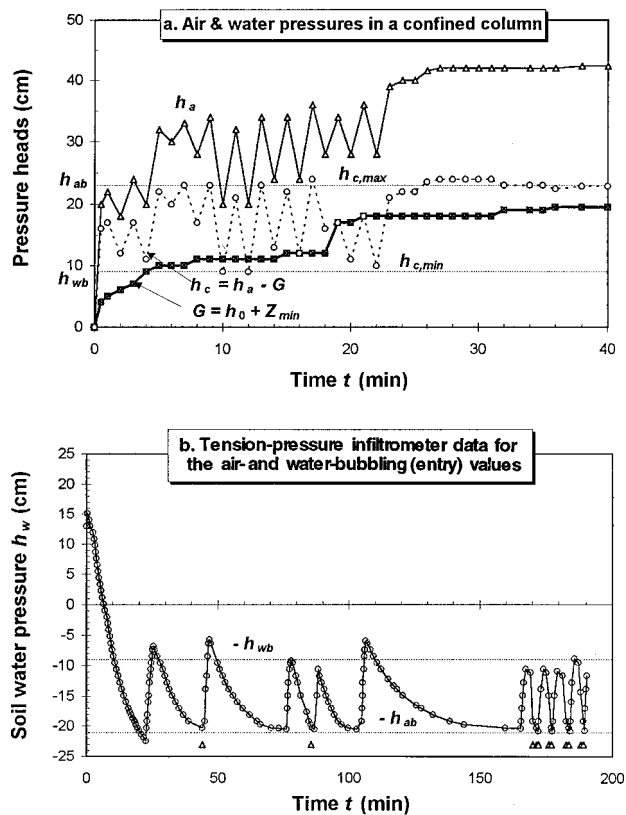 a. Air & water pressures in a confined column
60
50
40
30
20
10
0
Pressure heads (cm)
h_ab
h_wb
h_a
h_c,max
h_c,min
h_c = h_a - G
G = h_0 + Z_min
0 10 20 30 40
Time t (min)
b. Tension-pressure infiltrometer data for
the air- and water-bubbling (entry) values
25
20
15
10
5
0
-5
-10
-15
-20
-25
Soil water pressure h_w (cm)
- h_wb
- h_ab
0 50 100 150 200
Time t (min)